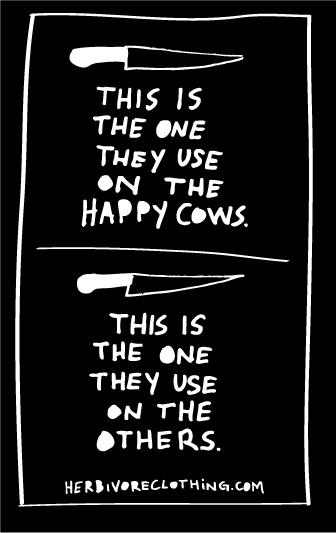 THIS IS
THE ONE
THEY USE
ON THE
HAPPY COWS.
THIS IS
THE ONE
THEY USE
ON THE
OTHERS.
HERBIVORECLOTHING.COM